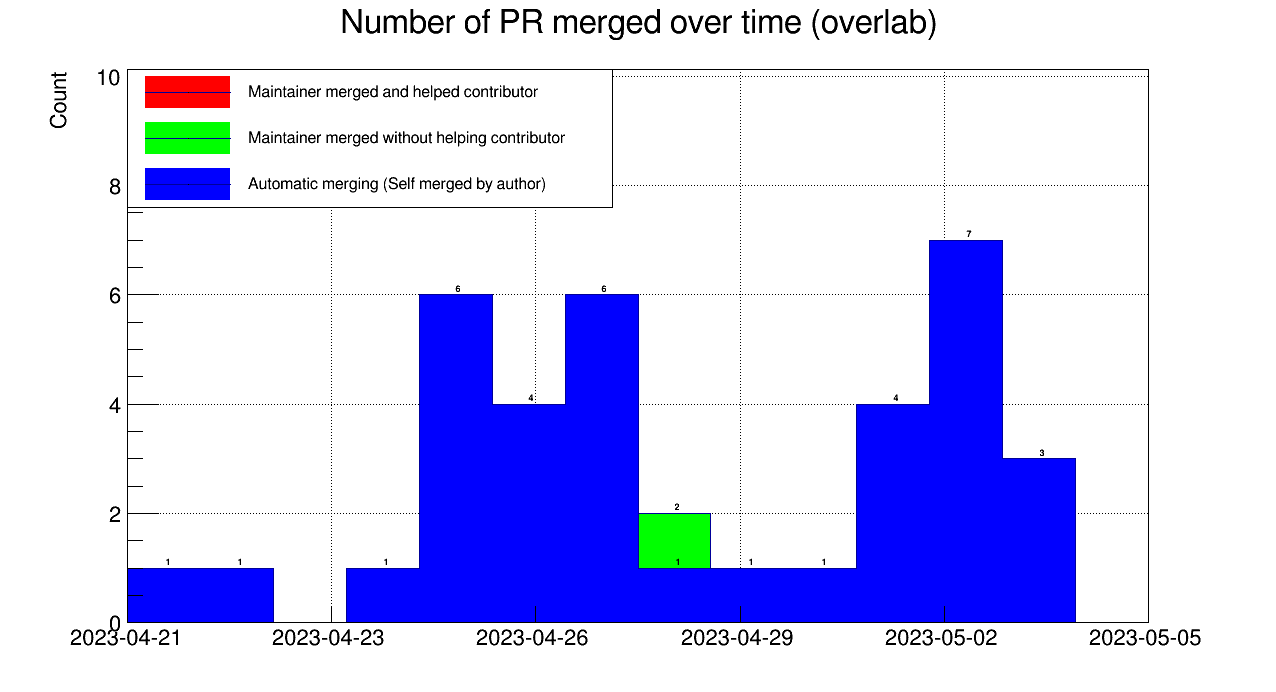 Number of PR merged over time (overlab)
Count
10
8
6
4
2
0
Maintainer merged and helped contributor
Maintainer merged without helping contributor
Automatic merging (Self merged by author)
1 1 1 6 4 6 2 1 1 1 4 7 3
2023-04-21 2023-04-23 2023-04-26 2023-04-29 2023-05-02 2023-05-05